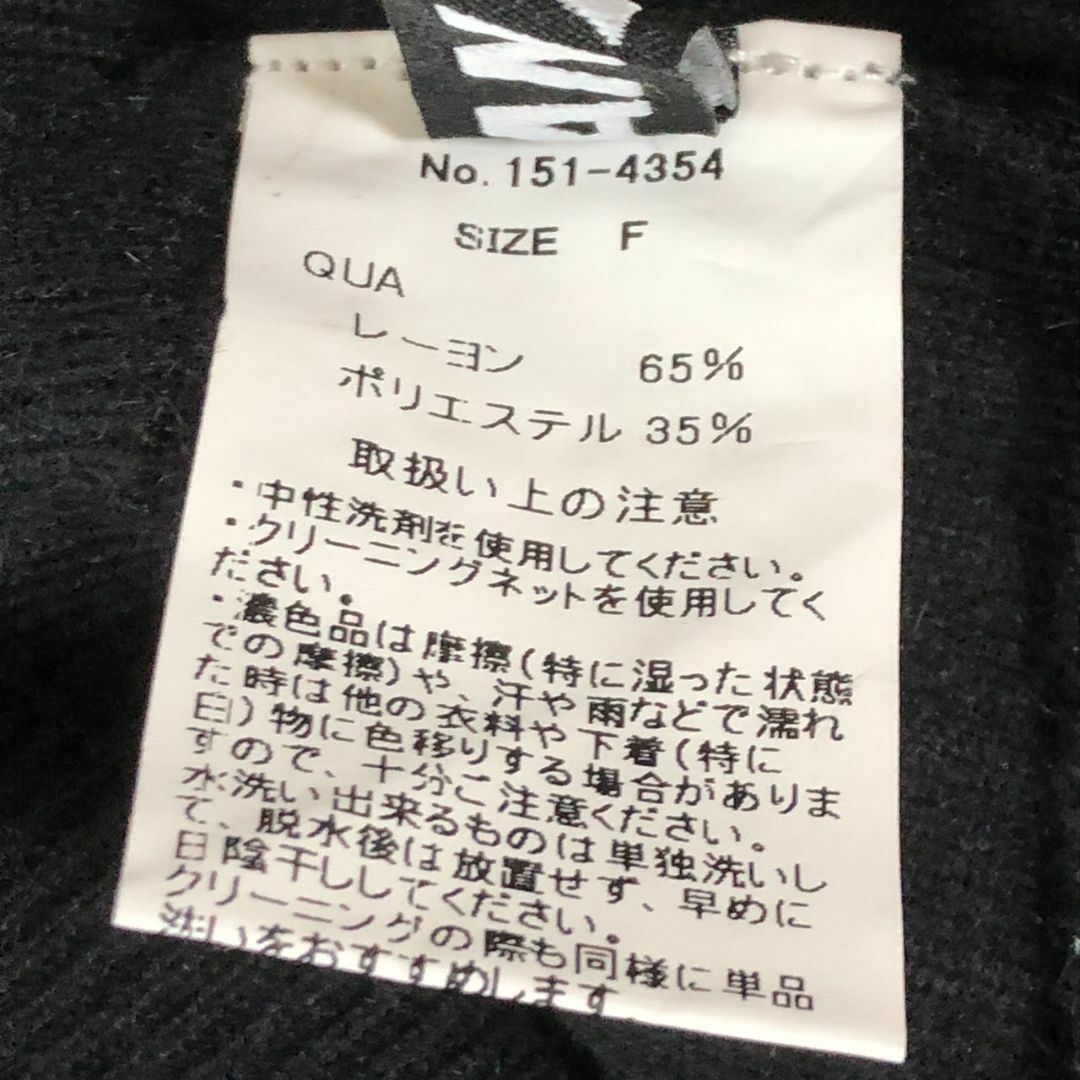 No. 151-4354
SIZE F
QUA
レーヨン 65%
ポリエステル 35%
取扱い上の注意
・中性洗剤を使用してください。
・クリーニングネットを使用してく
ださい。
・濃色品は摩擦(特に湿った状態
での摩擦)や、汗や雨などで濡れ
た時は他の衣料や下着(特に
白)物に色移りする場合がありま
すので、十分ご注意ください。
水洗い出来るものは単独洗いし
て、脱水後は放置せず、早めに
日陰干ししてください。
クリーニングの際も同様に単品
洗いをおすすめします